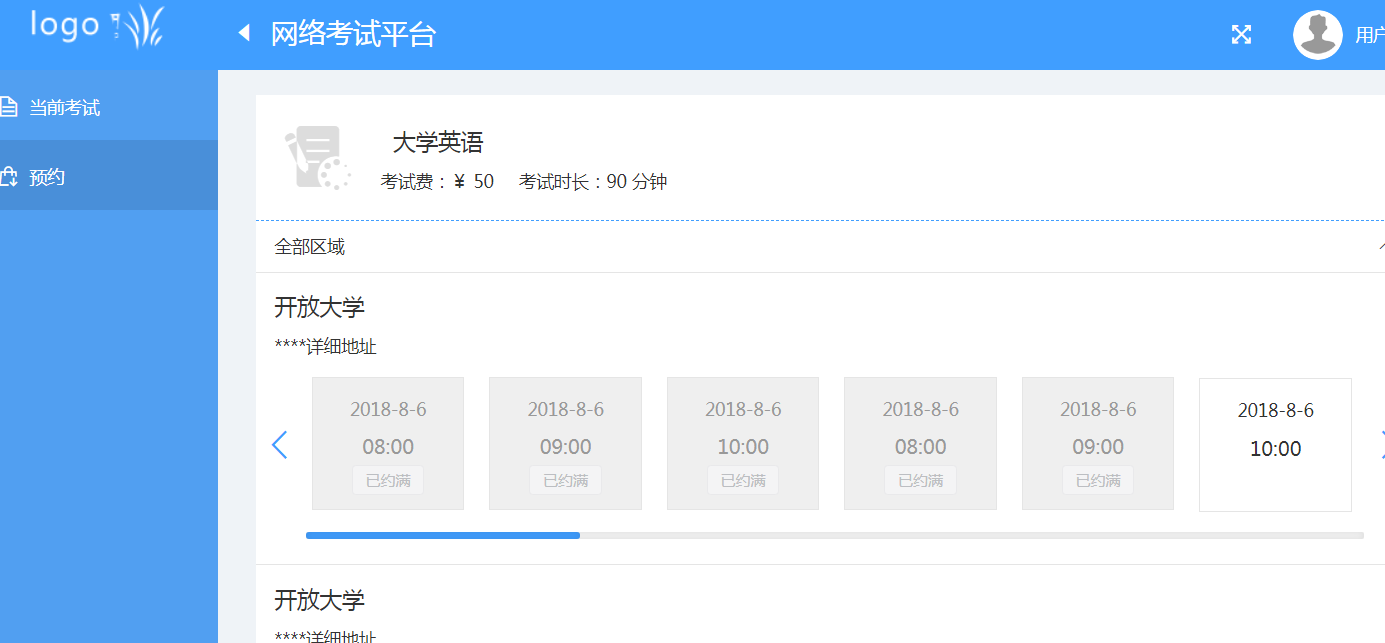 logo
网络考试平台
用户
当前考试
预约
大学英语
考试费：￥ 50 考试时长：90 分钟
全部区域
开放大学
****详细地址
2018-8-6 2018-8-6 2018-8-6 2018-8-6 2018-8-6 2018-8-6
08:00 09:00 10:00 08:00 09:00 10:00
已约满 已约满 已约满 已约满 已约满
开放大学
****详细地址